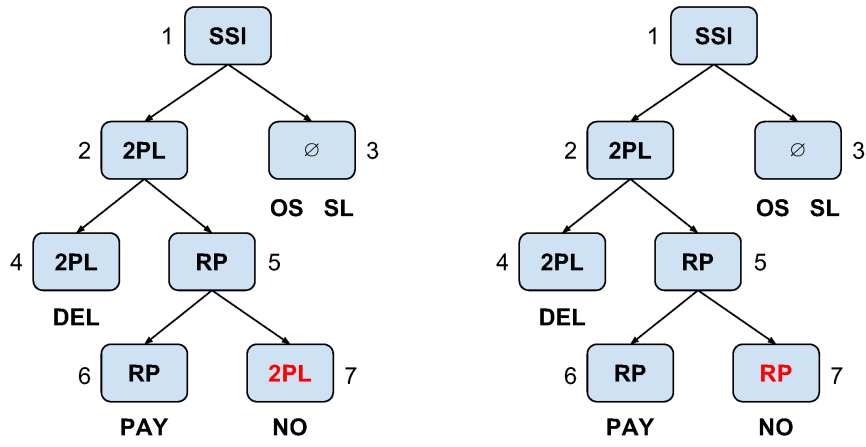 1 SSI 1 SSI
2 2PL ∅ 3 2 2PL ∅ 3
OS SL OS SL
4 2PL RP 5 4 2PL RP 5
DEL DEL
6 RP 2PL 7 6 RP RP 7
PAY NO PAY NO